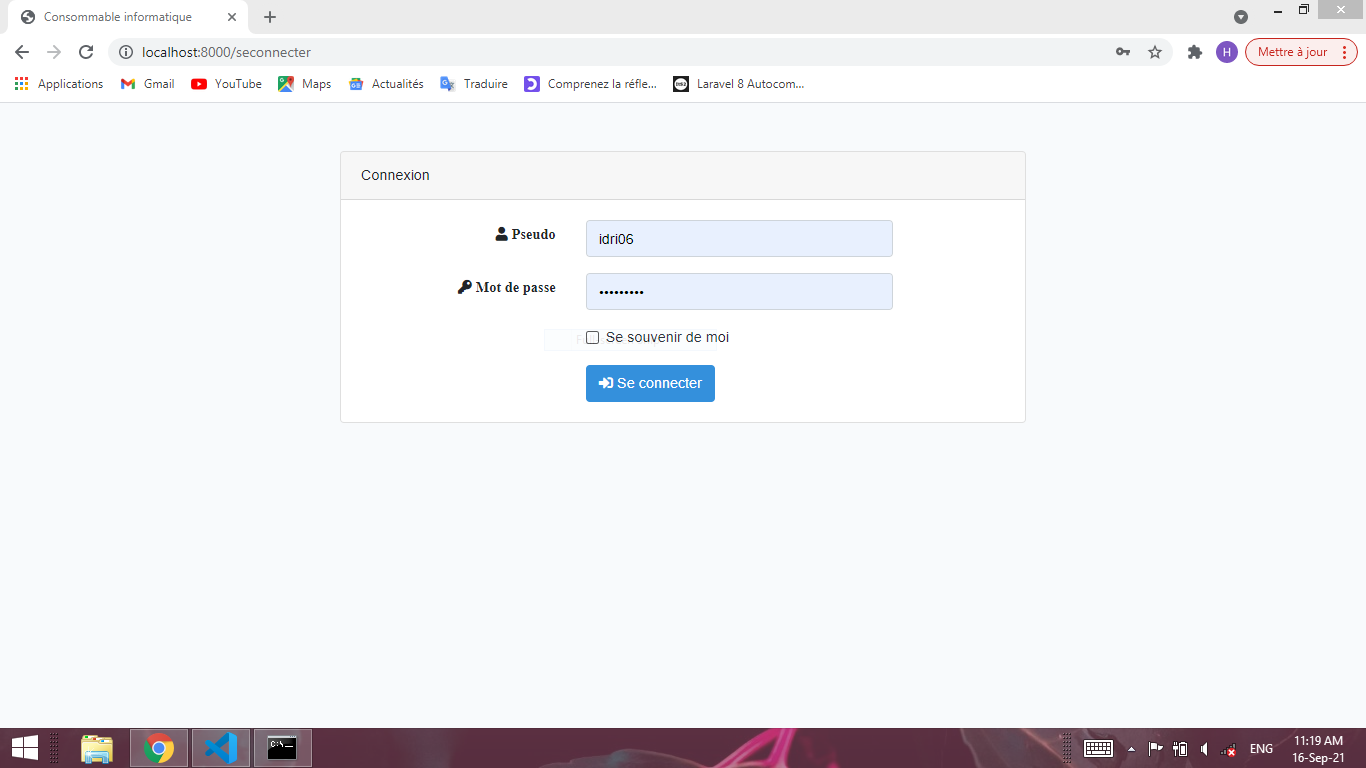 Consommable informatique
localhost:8000/seconnecter
H
Mettre à jour
Applications
Gmail
YouTube
Maps
Actualités
Traduire
Comprenez la réfle...
Laravel 8 Autocom...
Connexion
Pseudo
idri06
Mot de passe
Se souvenir de moi
Se connecter
ENG
11:19 AM
16-Sep-21